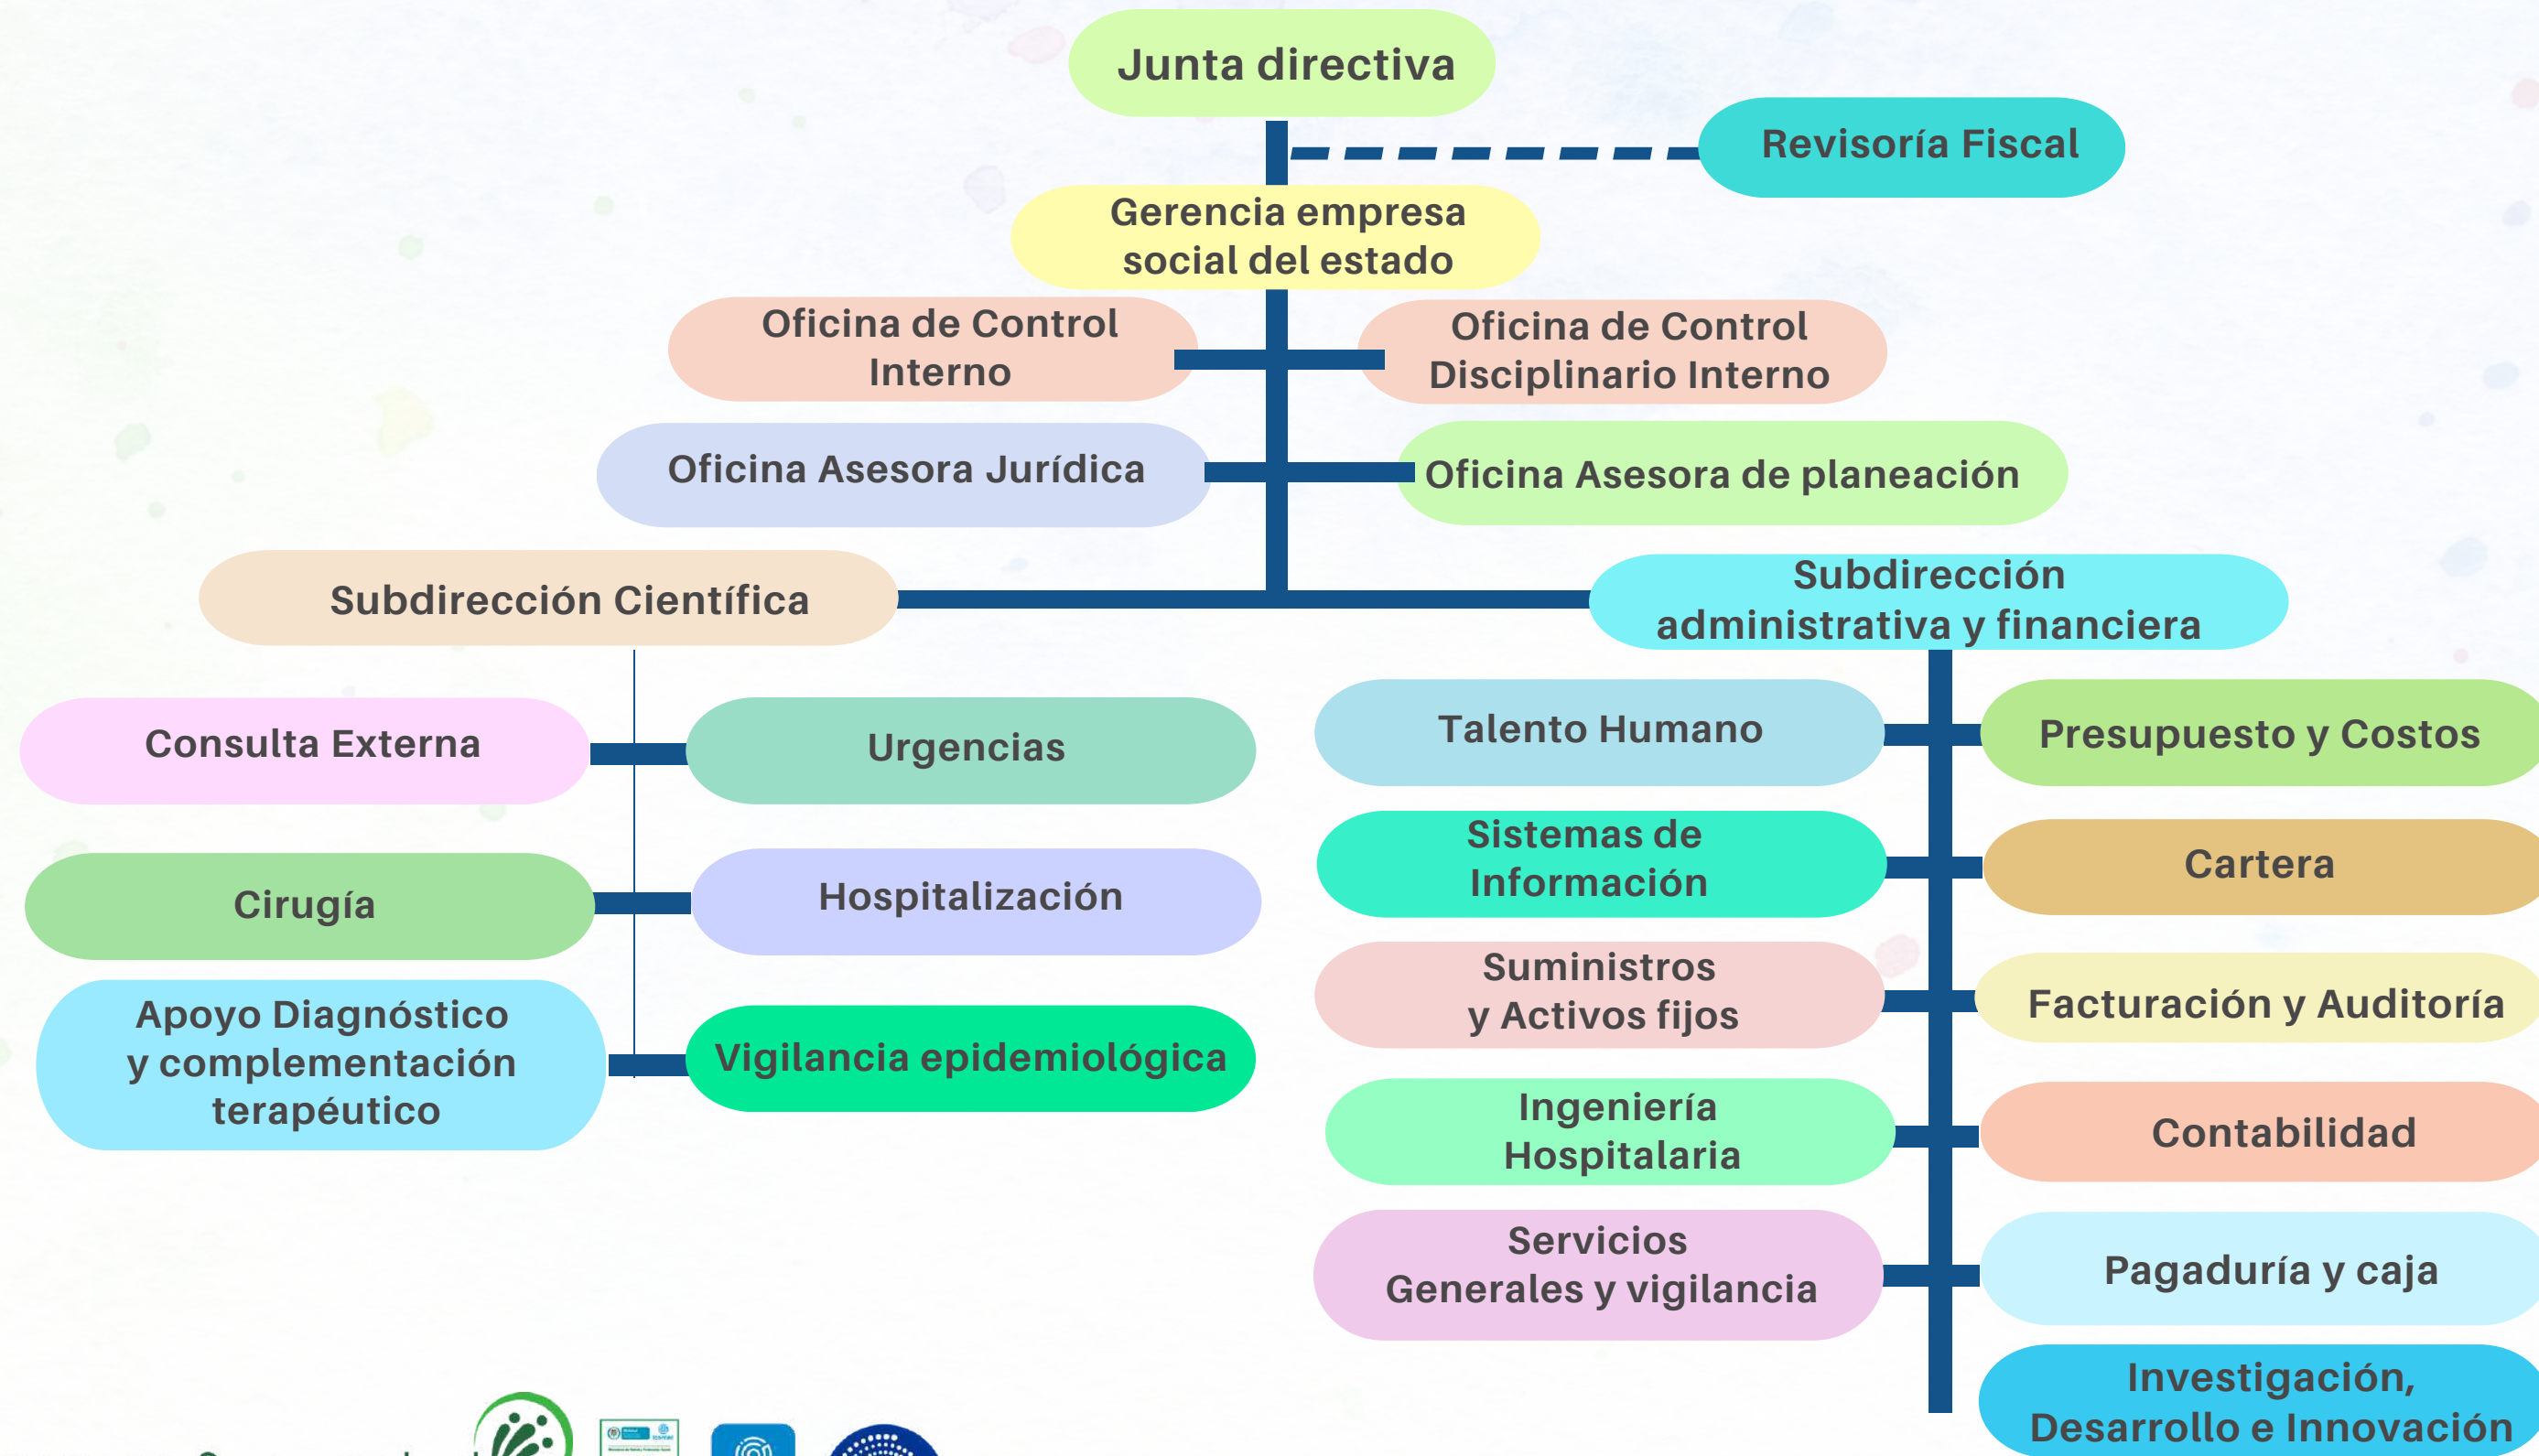 Junta directiva
Revisoría Fiscal
Gerencia empresa
social del estado
Oficina de Control
Interno
Oficina de Control
Disciplinario Interno
Oficina Asesora Jurídica
Oficina Asesora de planeación
Subdirección Científica
Subdirección
administrativa y financiera
Consulta Externa
Urgencias
Cirugía
Hospitalización
Apoyo Diagnóstico
y complementación
terapéutico
Vigilancia epidemiológica
Talento Humano
Presupuesto y Costos
Sistemas de
Información
Cartera
Suministros
y Activos fijos
Facturación y Auditoría
Ingeniería
Hospitalaria
Contabilidad
Servicios
Generales y vigilancia
Pagaduría y caja
Investigación,
Desarrollo e Innovación